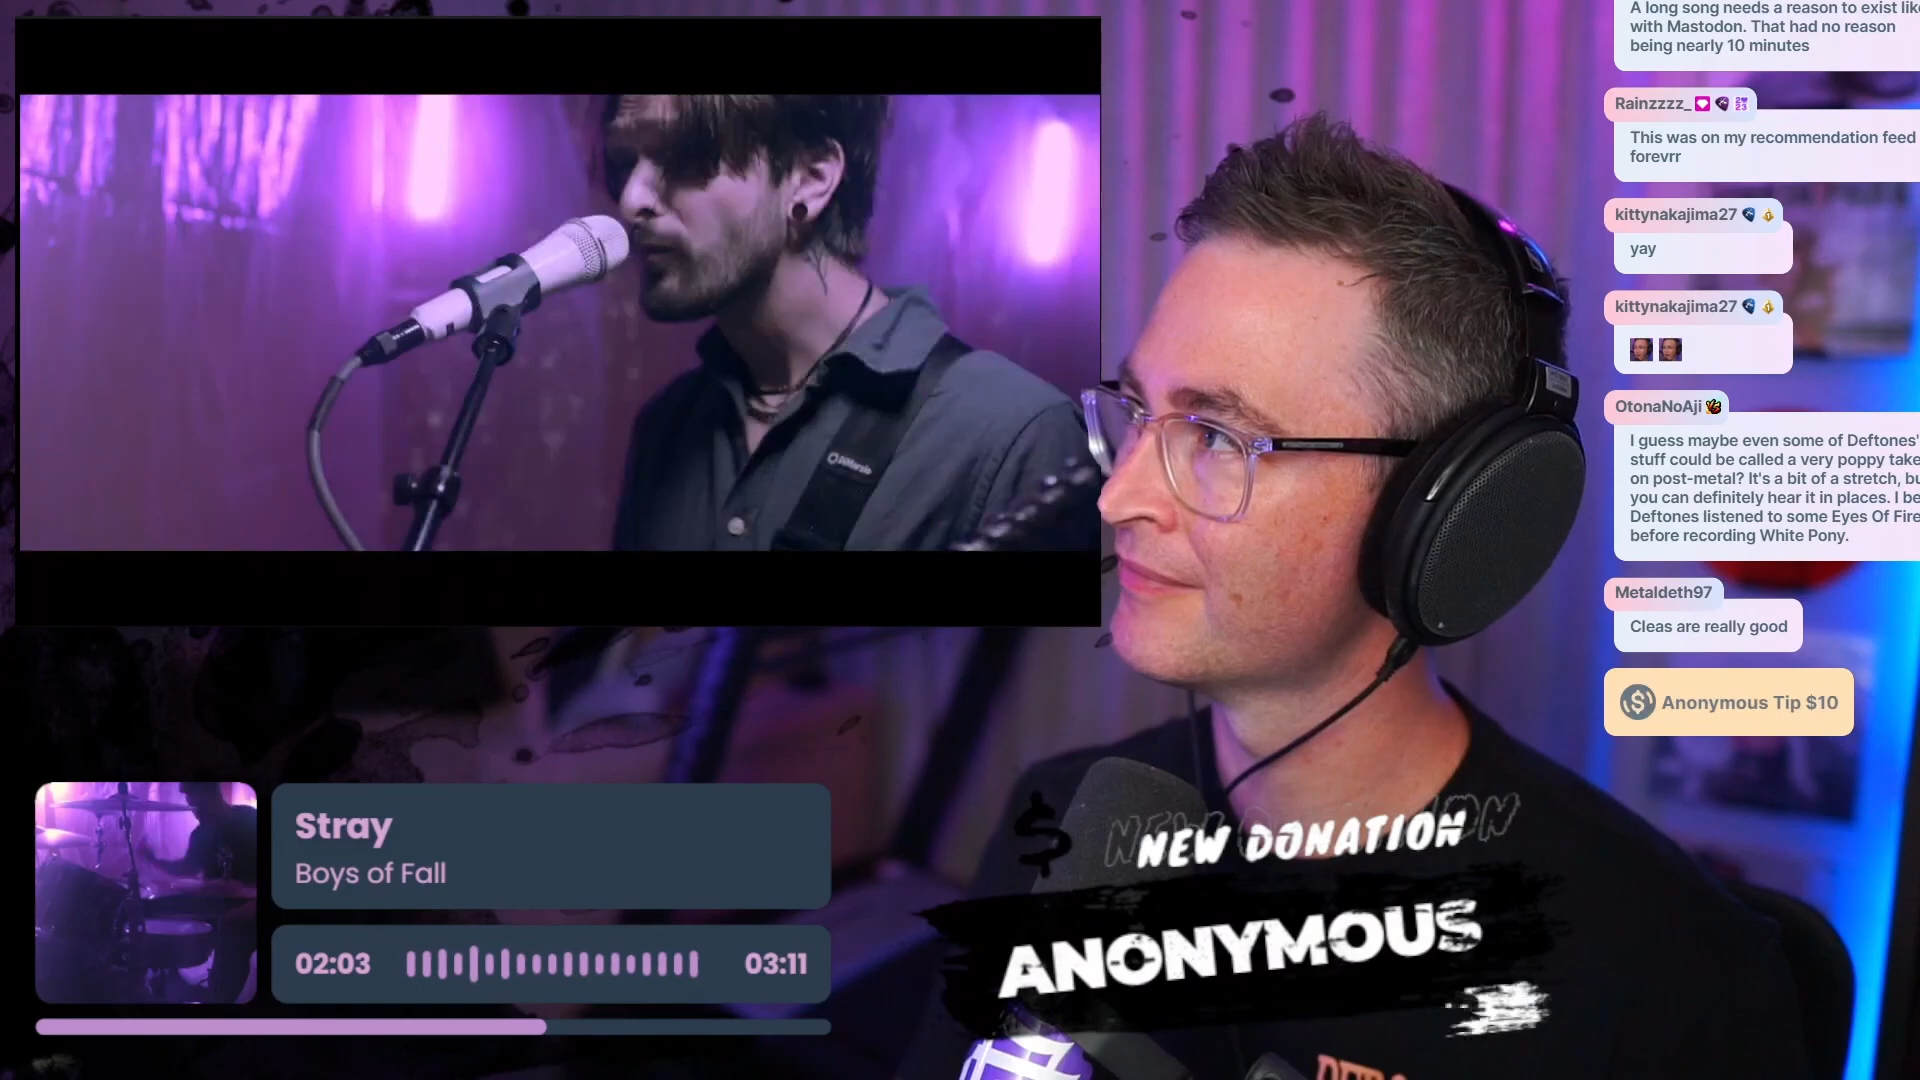 A long song needs a reason to exist like
with Mastodon. That had no reason
being nearly 10 minutes
Rainzzzz_
This was on my recommendation feed
forevrr
kittynakajima27
yay
kittynakajima27
OtonaNoAji
I guess maybe even some of Deftones'
stuff could be called a very poppy take
on post-metal? It's a bit of a stretch, bu
you can definitely hear it in places. I be
Deftones listened to some Eyes Of Fire
before recording White Pony.
Metaldeth97
Cleas are really good
Anonymous Tip $10
DiMarzio
Stray
Boys of Fall
02:03
03:11
$
NEW DONATION
ANONYMOUS